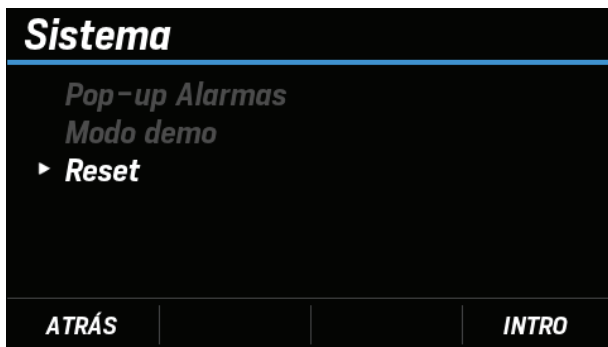 Sistema
Pop-up Alarmas
Modo demo
Reset
ATRÁS
INTRO